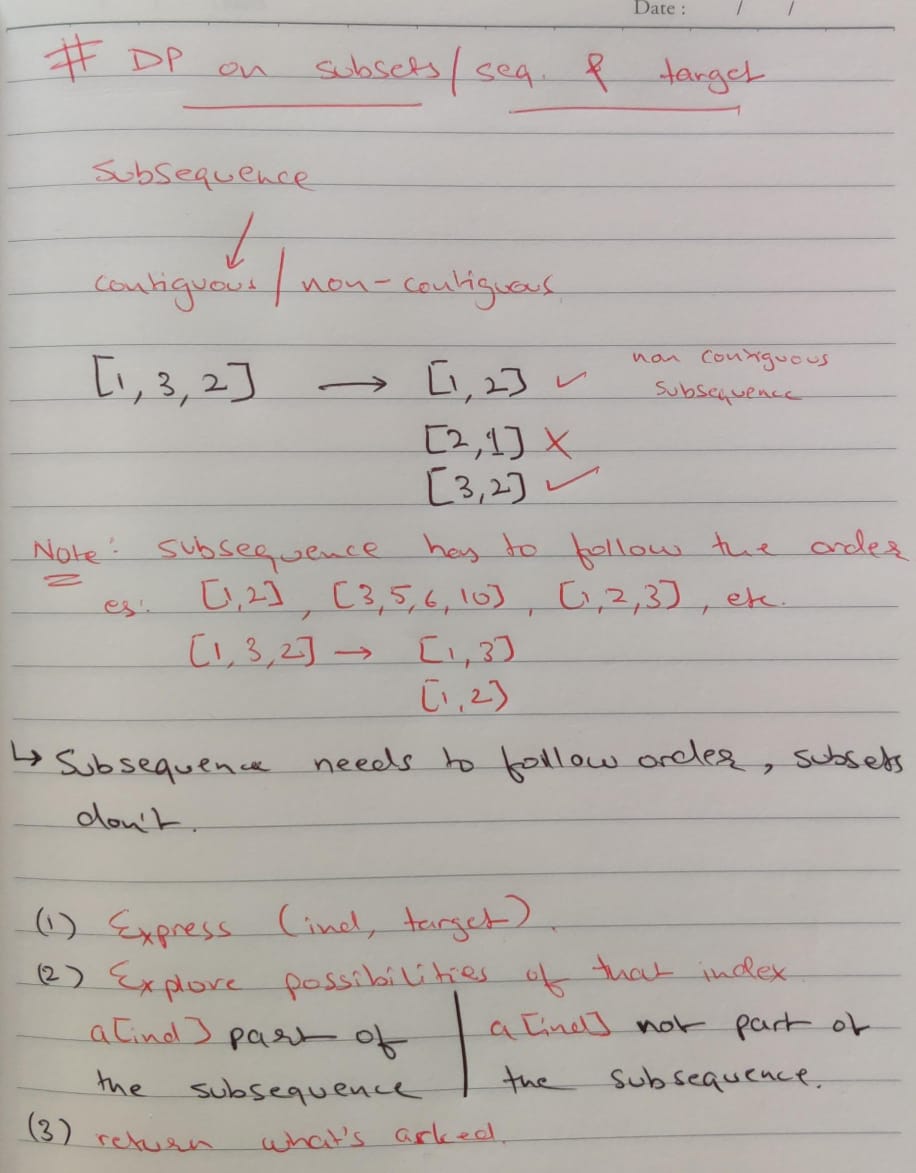 Date : / /
# DP on subsets/seq. & target
Subsequence
contiguous / non-contiguous
[1, 3, 2] → [1, 2] ✓ non contiguous
subsequence
[2, 1] ✗
[3, 2] ✓
Note: Subsequence has to follow the order
eg: [1, 2] , [3, 5, 6, 10] , [1, 2, 3] , etc.
[1, 3, 2] → [1, 3]
[1, 2]
↳ Subsequence needs to follow order, subsets
don't.
(1) Express (ind, target).
(2) Explore possibilities of that index
a[ind] part of | a[ind] not part of
the subsequence | the subsequence.
(3) return what's asked.